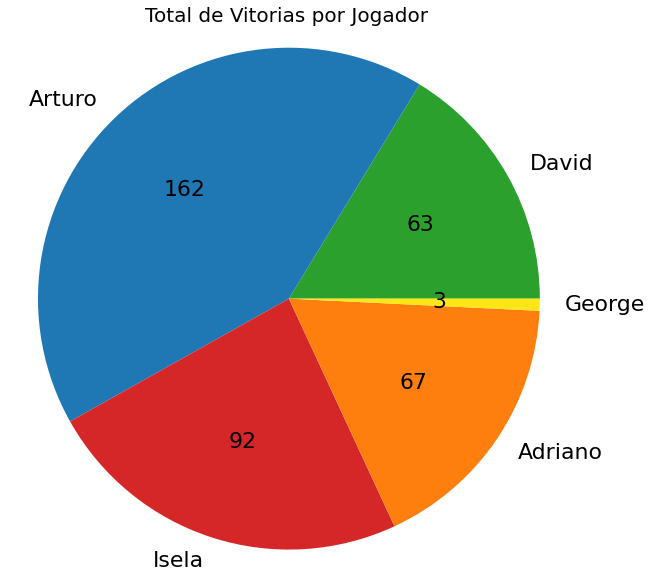 Total de Vitorias por Jogador
Arturo
162
David
63
George
3
Adriano
67
Isela
92